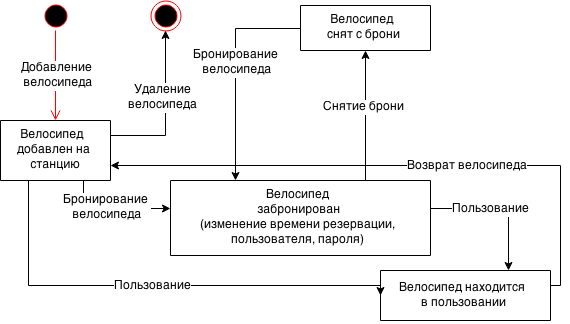 Велосипед
снят с брони
Бронирование
велосипеда
Добавление
велосипеда
Удаление
велосипеда
Снятие брони
Велосипед
добавлен на
станцию
Возврат велосипеда
Бронирование
велосипеда
Велосипед
забронирован
(изменение времени резервации,
пользователя, пароля)
Пользование
Пользование
Велосипед находится
в пользовании